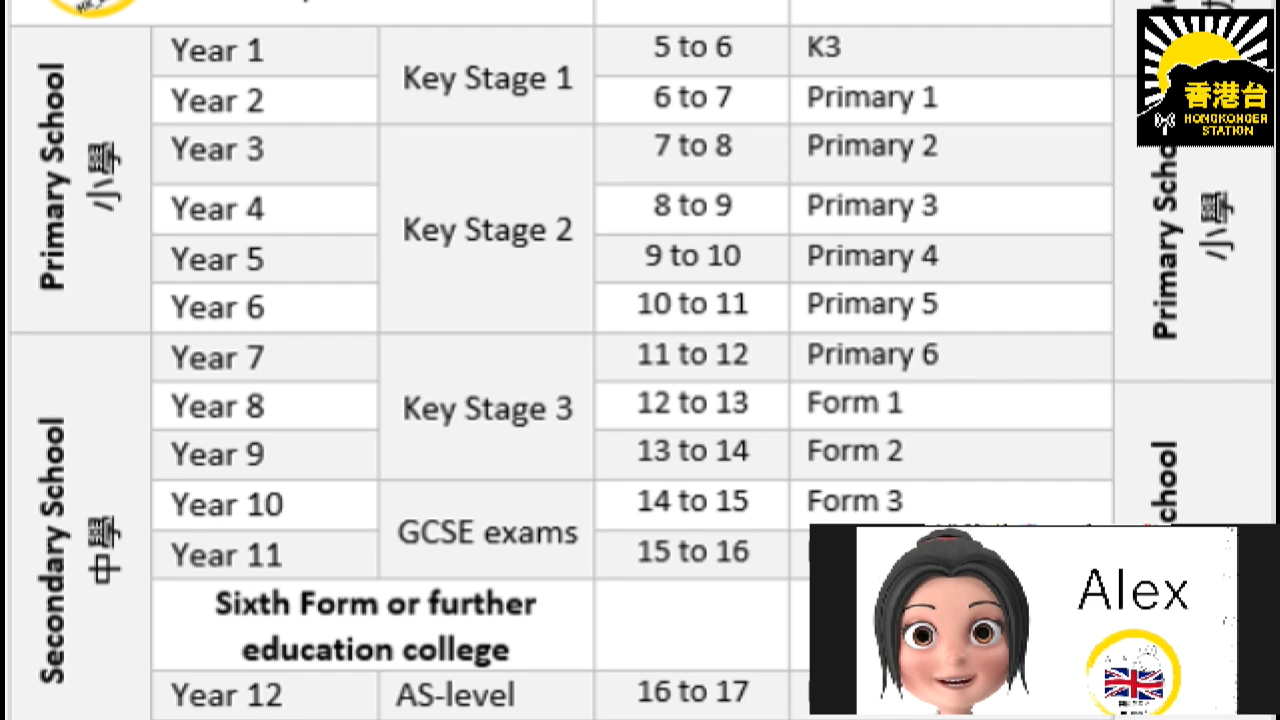 Primary School
小學
Year 1
Key Stage 1
5 to 6
K3
Year 2
6 to 7
Primary 1
Year 3
Key Stage 2
7 to 8
Primary 2
Year 4
8 to 9
Primary 3
Year 5
9 to 10
Primary 4
Year 6
10 to 11
Primary 5
Primary
小學
香港台
HONGKONGER
STATION
Secondary School
中學
Year 7
Key Stage 3
11 to 12
Primary 6
Year 8
12 to 13
Form 1
Year 9
13 to 14
Form 2
Year 10
GCSE exams
14 to 15
Form 3
Year 11
15 to 16
Sixth Form or further
education college
Year 12
AS-level
16 to 17
Alex